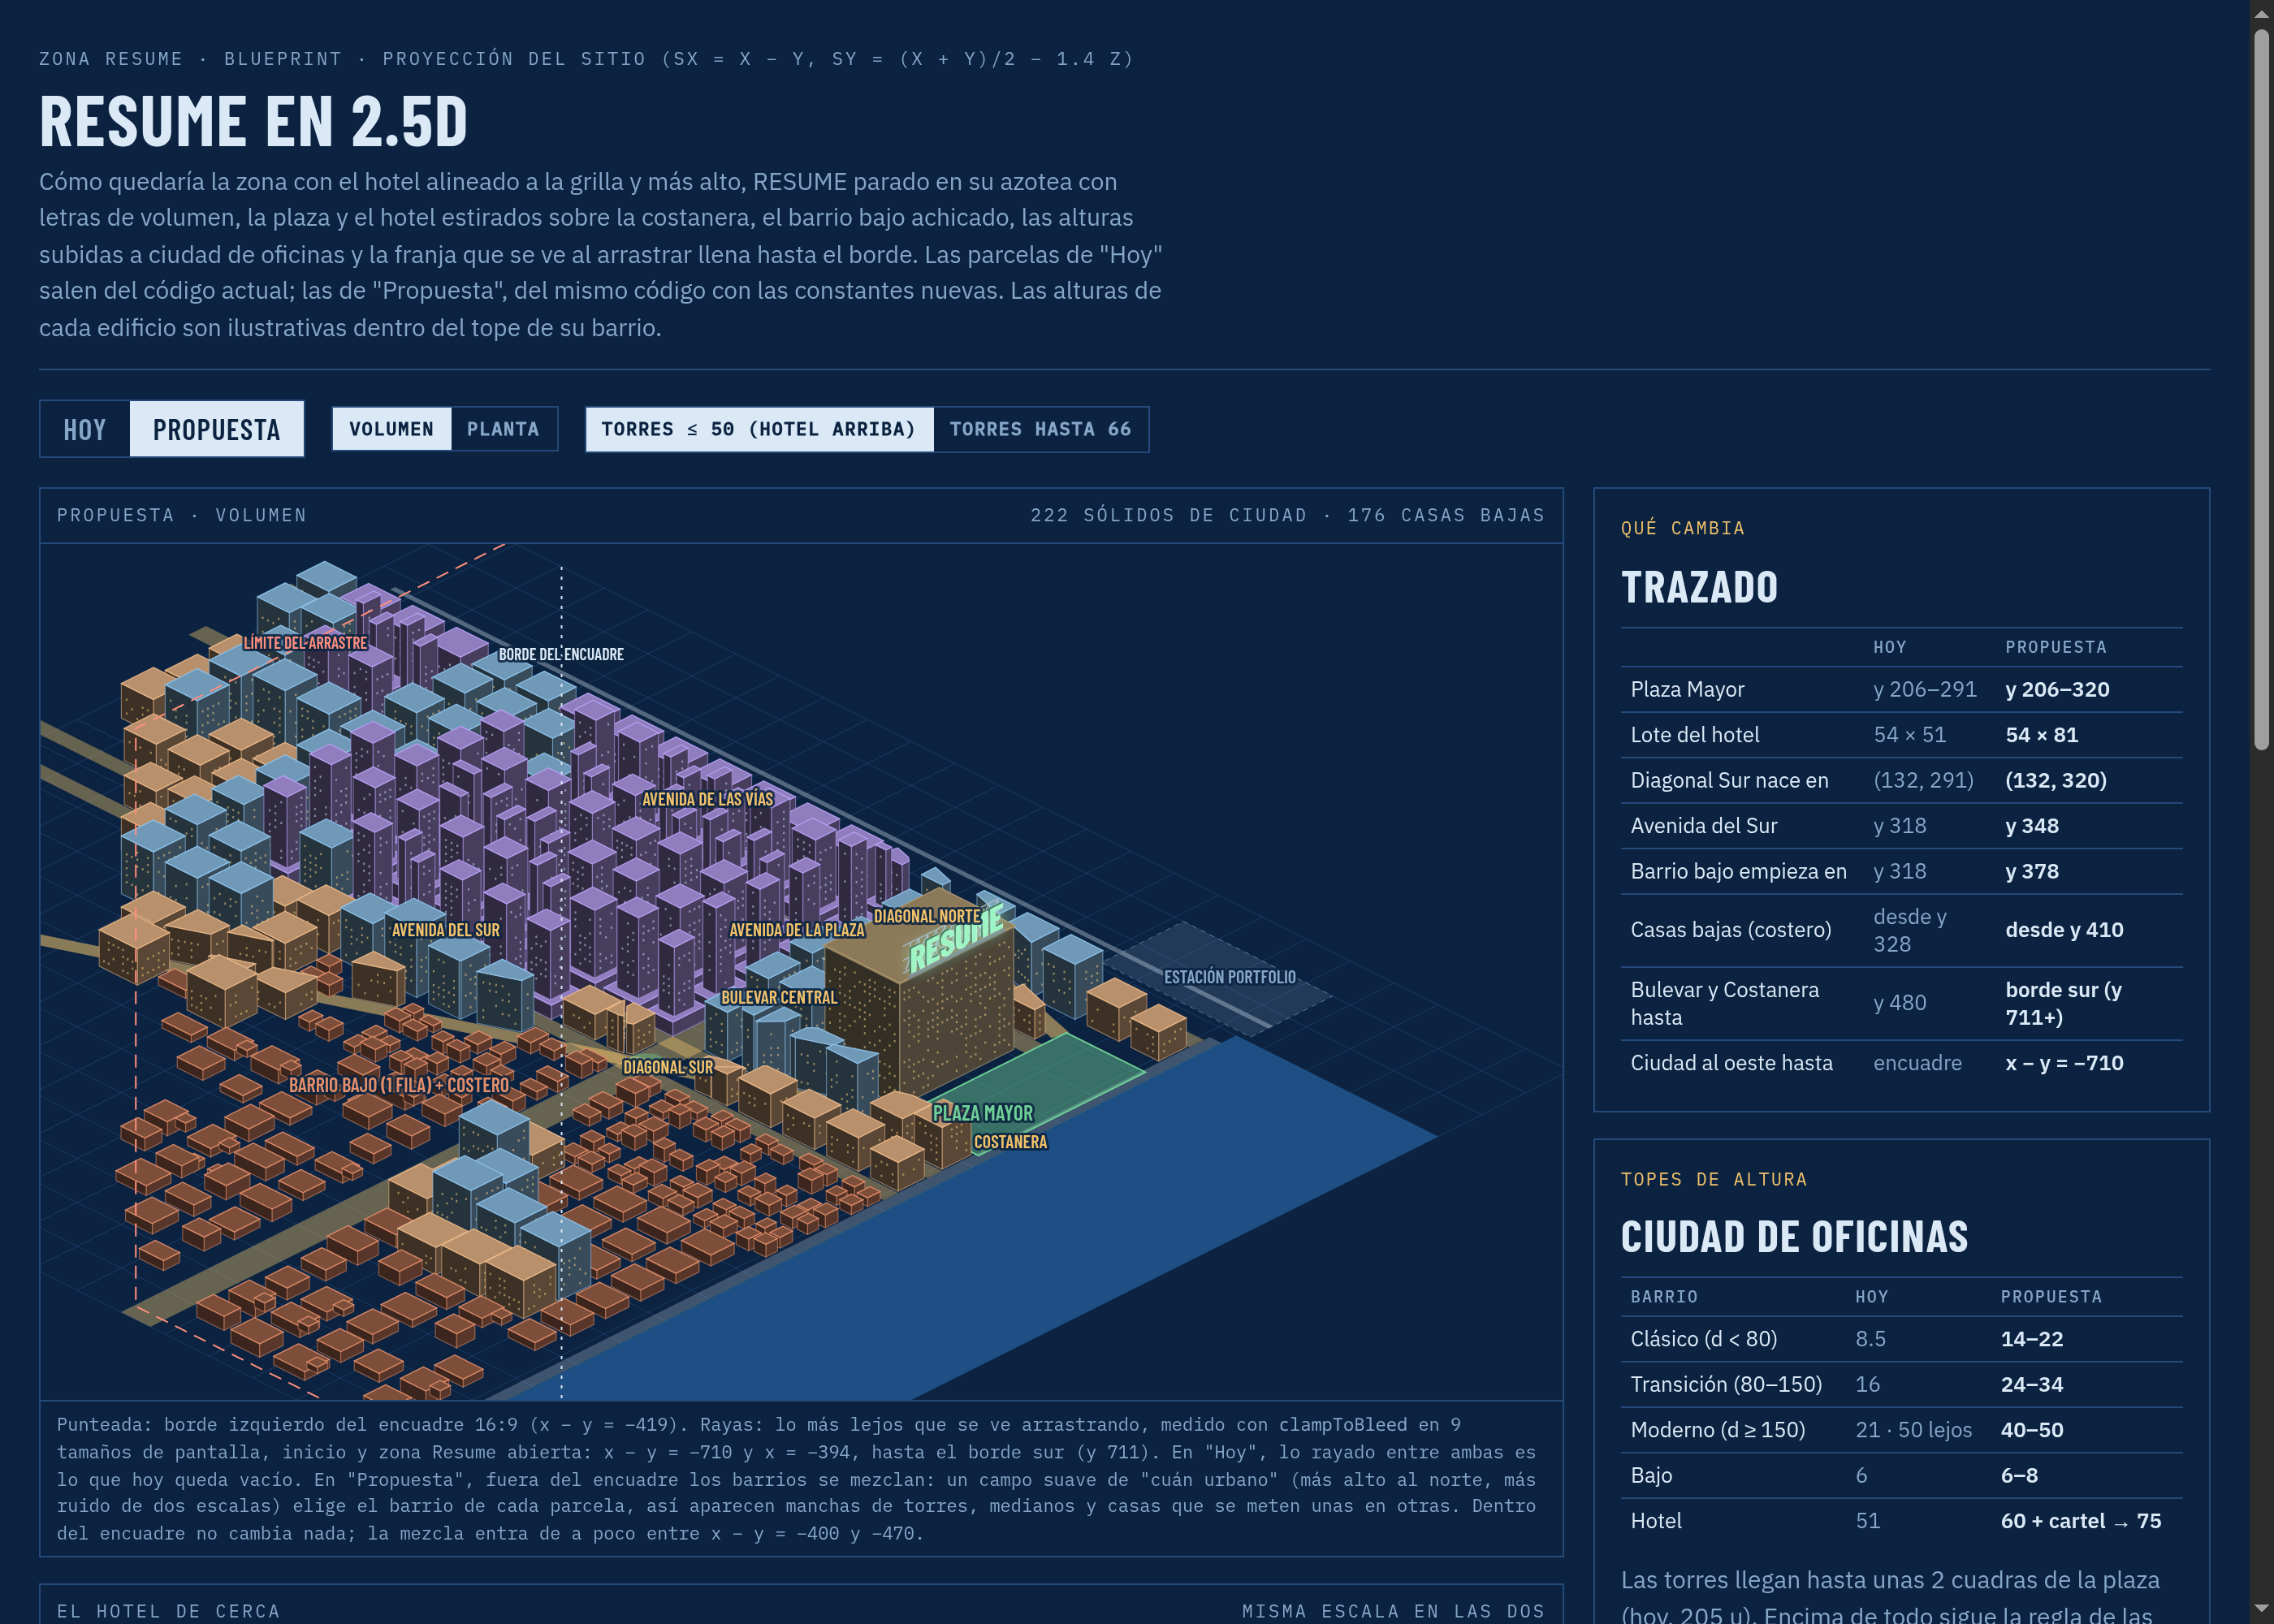 ZONA RESUME · BLUEPRINT · PROYECCIÓN DEL SITIO (SX = X − Y, SY = (X + Y)/2 − 1.4 Z)
RESUME EN 2.5D
Cómo quedaría la zona con el hotel alineado a la grilla y más alto, RESUME parado en su azotea con
letras de volumen, la plaza y el hotel estirados sobre la costanera, el barrio bajo achicado, las alturas
subidas a ciudad de oficinas y la franja que se ve al arrastrar llena hasta el borde. Las parcelas de "Hoy"
salen del código actual; las de "Propuesta", del mismo código con las constantes nuevas. Las alturas de
cada edificio son ilustrativas dentro del tope de su barrio.
HOY PROPUESTA VOLUMEN PLANTA TORRES ≤ 50 (HOTEL ARRIBA) TORRES HASTA 66
PROPUESTA · VOLUMEN 222 SÓLIDOS DE CIUDAD · 176 CASAS BAJAS
LÍMITE DEL ARRASTRE
BORDE DEL ENCUADRE
AVENIDA DE LAS VÍAS
DIAGONAL NORTE
RESUME
AVENIDA DEL SUR
AVENIDA DE LA PLAZA
ESTACIÓN PORTFOLIO
BULEVAR CENTRAL
DIAGONAL SUR
BARRIO BAJO (1 FILA) + COSTERO
PLAZA MAYOR
COSTANERA
Punteada: borde izquierdo del encuadre 16:9 (x − y = −419). Rayas: lo más lejos que se ve arrastrando, medido con clampToBleed en 9
tamaños de pantalla, inicio y zona Resume abierta: x − y = −710 y x = −394, hasta el borde sur (y 711). En "Hoy", lo rayado entre ambas es
lo que hoy queda vacío. En "Propuesta", fuera del encuadre los barrios se mezclan: un campo suave de "cuán urbano" (más alto al norte, más
ruido de dos escalas) elige el barrio de cada parcela, así aparecen manchas de torres, medianos y casas que se meten unas en otras. Dentro
del encuadre no cambia nada; la mezcla entra de a poco entre x − y = −400 y −470.
EL HOTEL DE CERCA MISMA ESCALA EN LAS DOS
QUÉ CAMBIA
TRAZADO
HOY PROPUESTA
Plaza Mayor y 206–291 y 206–320
Lote del hotel 54 × 51 54 × 81
Diagonal Sur nace en (132, 291) (132, 320)
Avenida del Sur y 318 y 348
Barrio bajo empieza en y 318 y 378
Casas bajas (costero) desde y 328 desde y 410
Bulevar y Costanera hasta y 480 borde sur (y 711+)
Ciudad al oeste hasta encuadre x − y = −710
TOPES DE ALTURA
CIUDAD DE OFICINAS
BARRIO HOY PROPUESTA
Clásico (d < 80) 8.5 14–22
Transición (80–150) 16 24–34
Moderno (d ≥ 150) 21 · 50 lejos 40–50
Bajo 6 6–8
Hotel 51 60 + cartel → 75
Las torres llegan hasta unas 2 cuadras de la plaza
(hoy, 205 u). Encima de todo sigue la regla de las